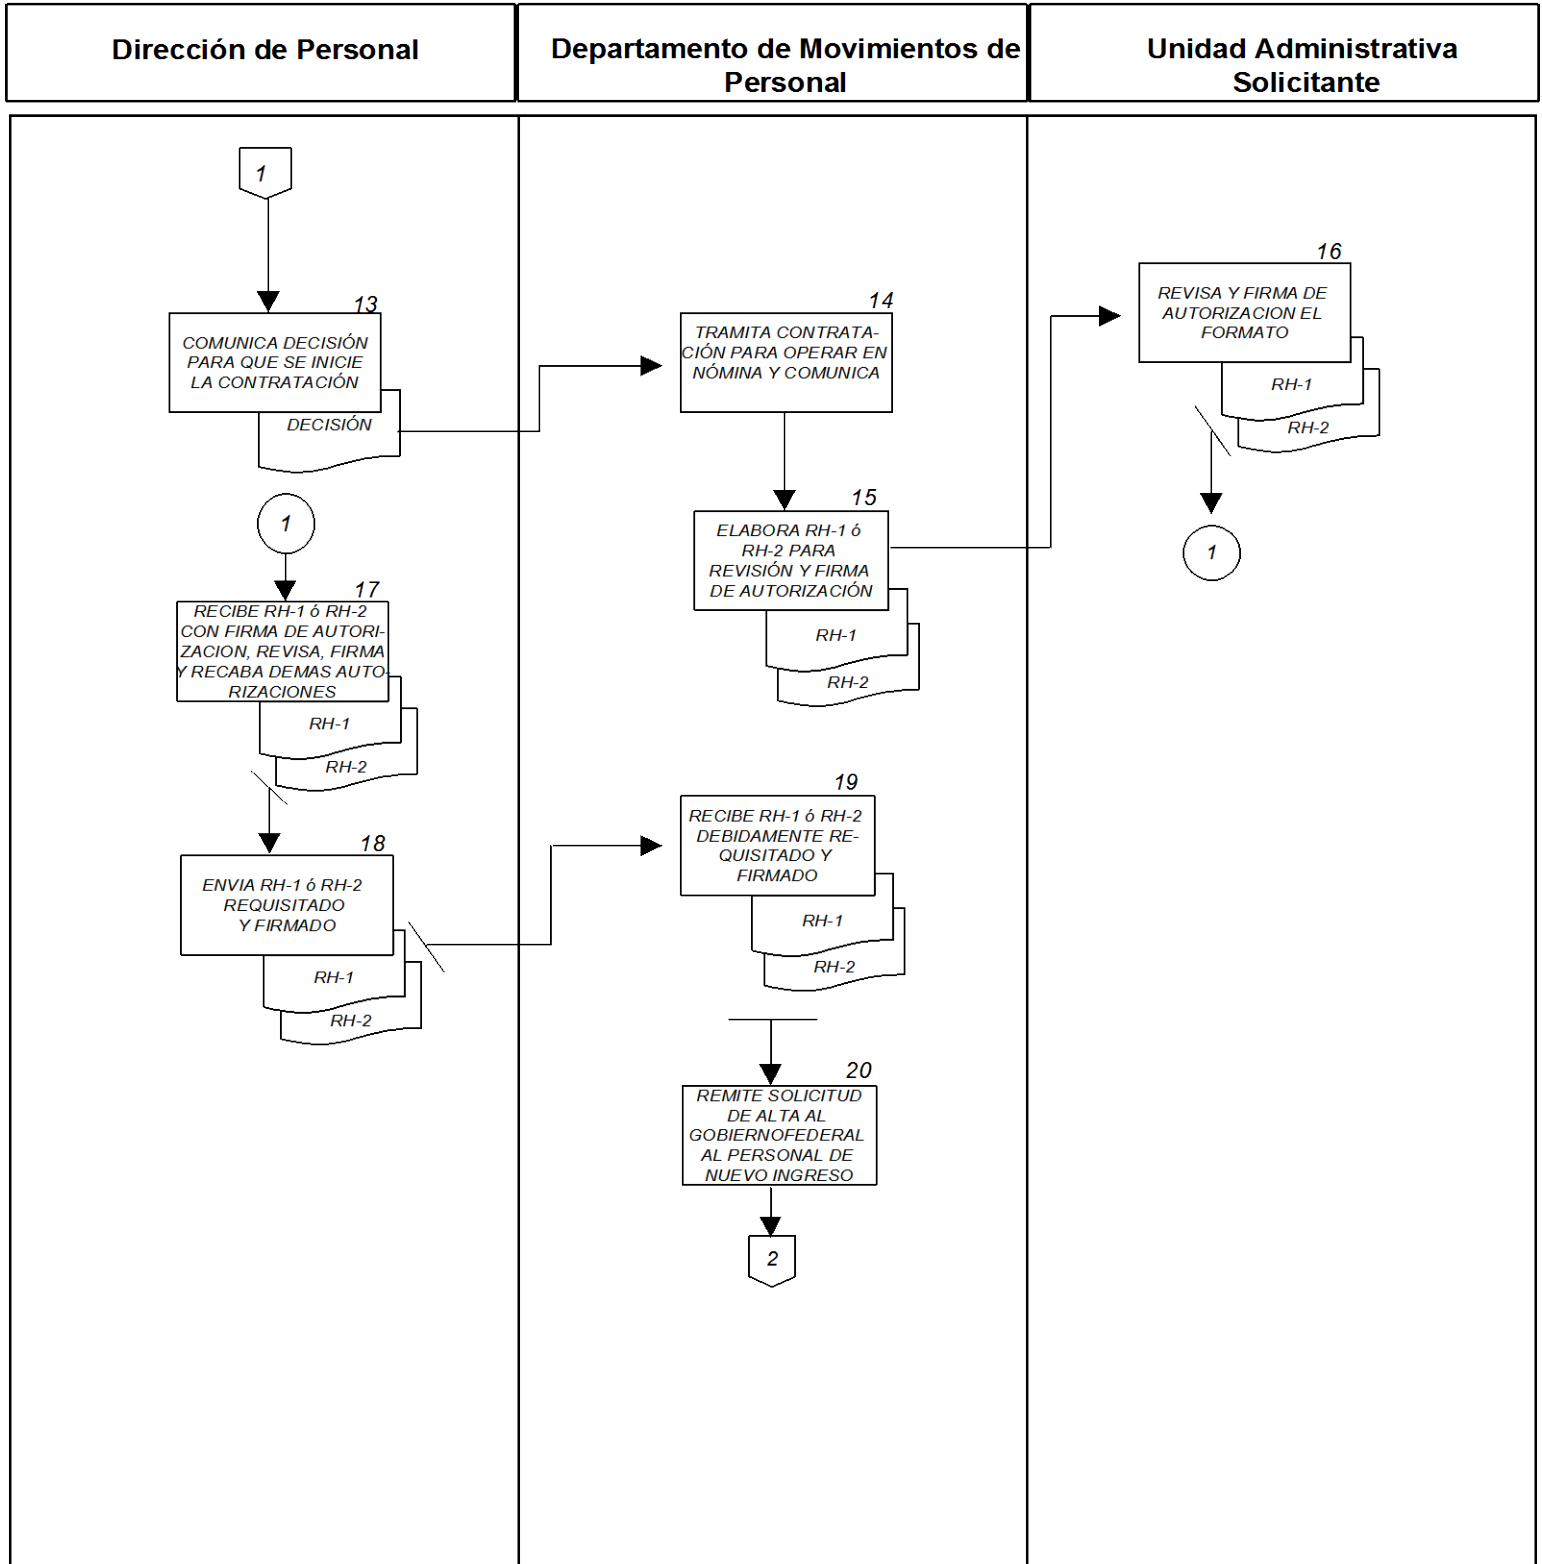 Dirección de Personal
Departamento de Movimientos de
Personal
Unidad Administrativa
Solicitante
1
13
COMUNICA DECISIÓN
PARA QUE SE INICIE
LA CONTRATACIÓN
DECISIÓN
14
TRAMITA CONTRATA-
CIÓN PARA OPERAR EN
NÓMINA Y COMUNICA
15
ELABORA RH-1 ó
RH-2 PARA
REVISIÓN Y FIRMA
DE AUTORIZACIÓN
RH-1
RH-2
16
REVISA Y FIRMA DE
AUTORIZACION EL
FORMATO
RH-1
RH-2
1
1
17
RECIBE RH-1 ó RH-2
CON FIRMA DE AUTORI-
ZACION, REVISA, FIRMA
Y RECABA DEMAS AUTO-
RIZACIONES
RH-1
RH-2
18
ENVIA RH-1 ó RH-2
REQUISITADO
Y FIRMADO
RH-1
RH-2
19
RECIBE RH-1 ó RH-2
DEBIDAMENTE RE-
QUISITADO Y
FIRMADO
RH-1
RH-2
20
REMITE SOLICITUD
DE ALTA AL
GOBIERNOFEDERAL
AL PERSONAL DE
NUEVO INGRESO
2